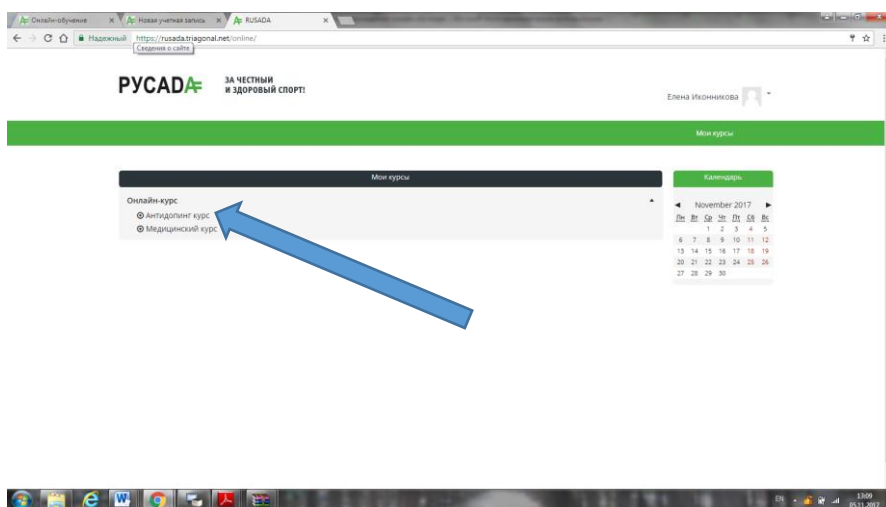 Онлайн-обучение
Новая учетная запись
RUSADA
Надежный
https://rusada.triagonal.net/online/
Сведения о сайте
РУСАДА
ЗА ЧЕСТНЫЙ
И ЗДОРОВЫЙ СПОРТ!
Елена Иконникова
Мои курсы
Мои курсы
Онлайн-курс
Антидопинг курс
Медицинский курс
Календарь
◄ November 2017 ►
Пн Вт Ср Чт Пт Сб Вс
1 2 3 4 5
6 7 8 9 10 11 12
13 14 15 16 17 18 19
20 21 22 23 24 25 26
27 28 29 30
EN
13:09
05.11.2017